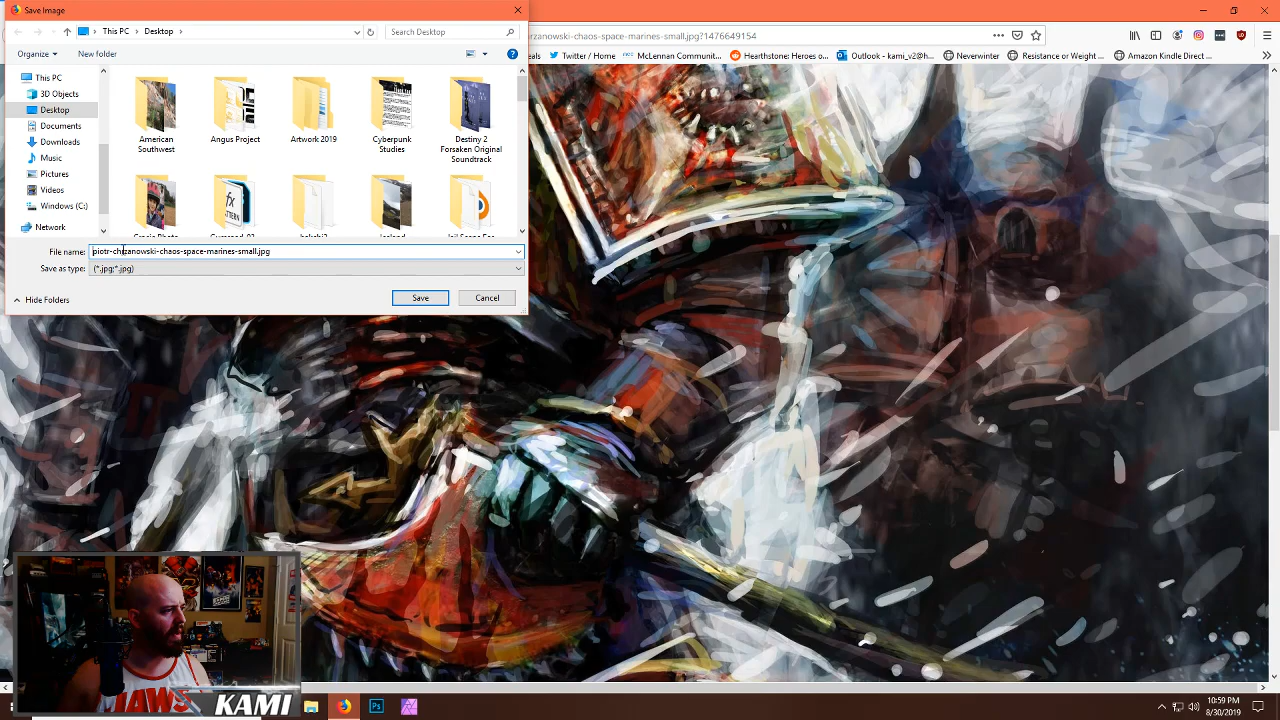 Save Image
This PC
Desktop
Search Desktop
rzanowski-chaos-space-marines-small.jpg?1476649154
Organize
New folder
Twitter / Home
McLennan Communit...
Hearthstone: Heroes of ...
Outlook - kami_v2@h...
Neverwinter
Resistance or Weight ...
Amazon Kindle Direct ...
This PC
3D Objects
Desktop
Documents
Downloads
Music
Pictures
Videos
Windows (C:)
Network
American Southwest
Angus Project
Artwork 2019
Cyberpunk Studies
Destiny 2 Forsaken Original Soundtrack
File name:
piotr-chrzanowski-chaos-space-marines-small.jpg
Save as type:
(*.jpg;*.jpg)
Hide Folders
Save
Cancel
KAMI
Ps
10:59 PM
8/30/2019